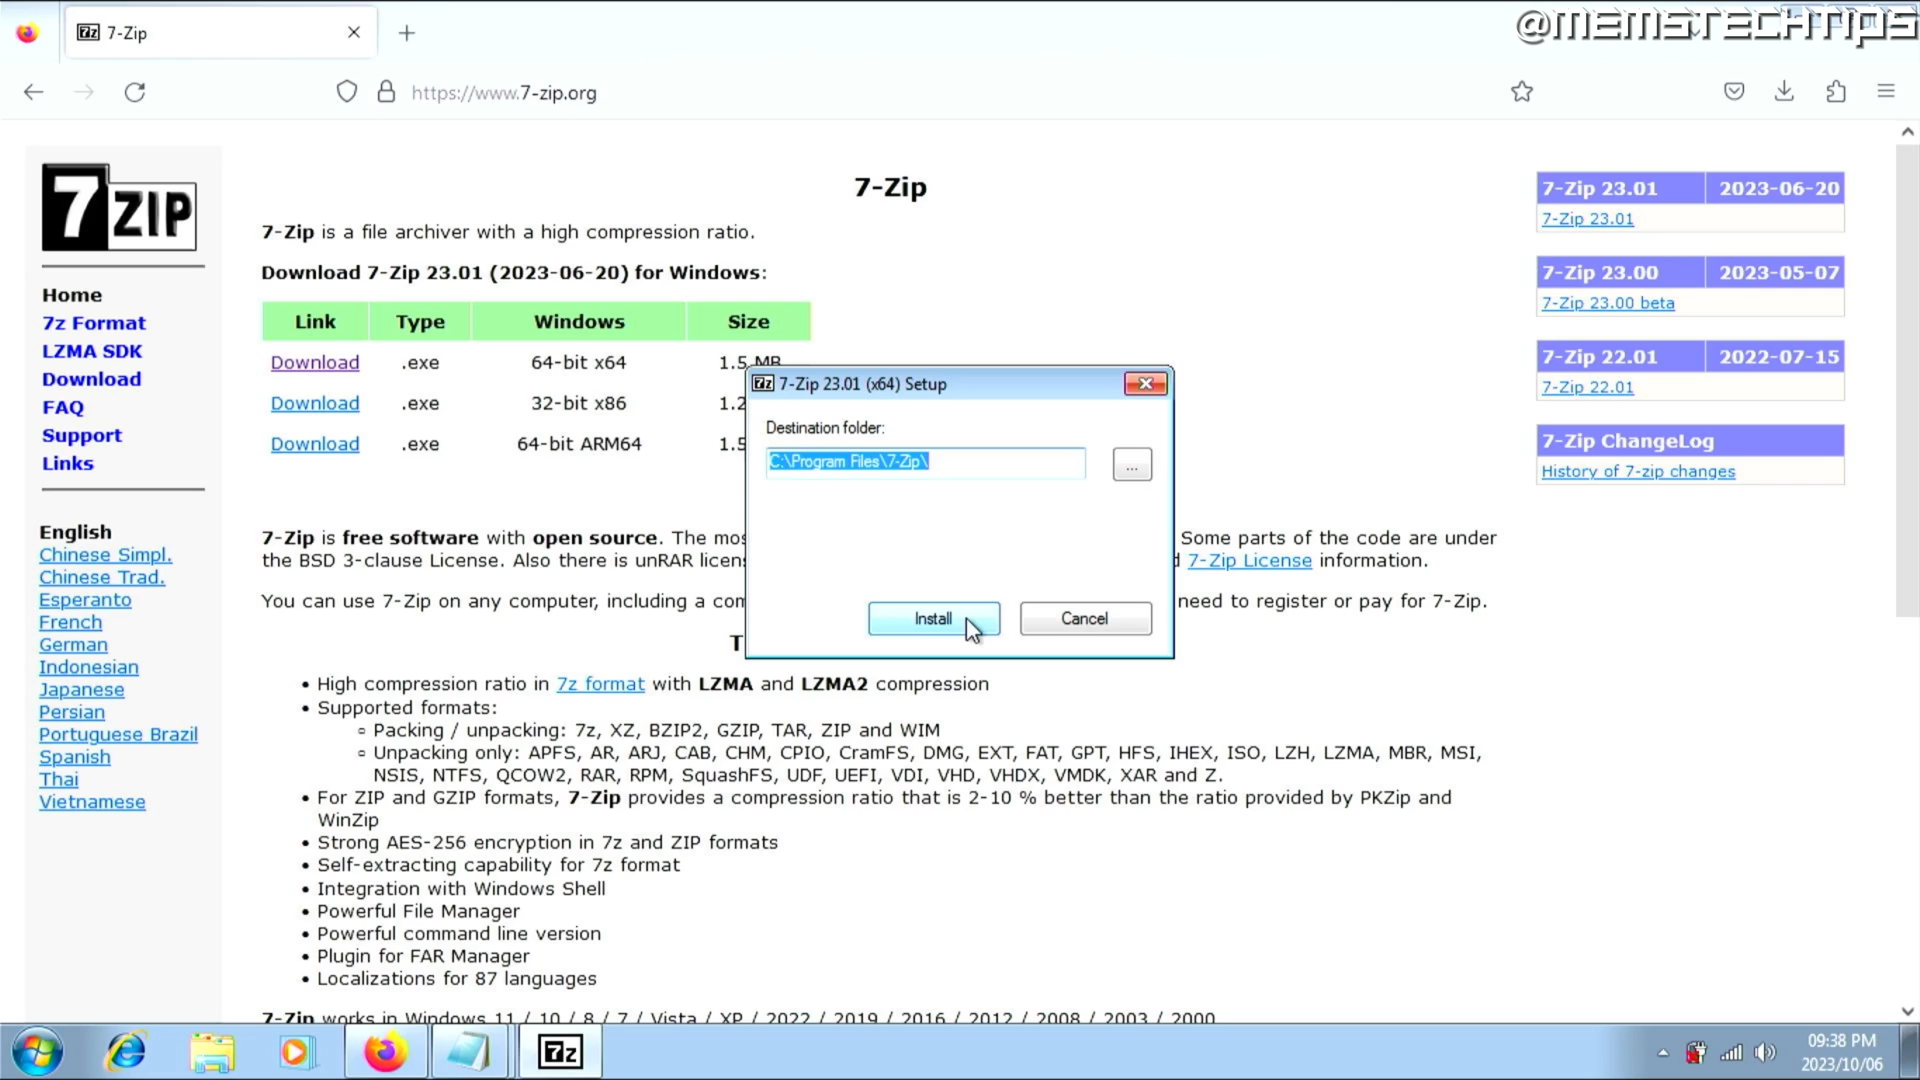 7-Zip
@MEMSTECHTIPS
https://www.7-zip.org
7ZIP
Home
7z Format
LZMA SDK
Download
FAQ
Support
Links
English
Chinese Simpl.
Chinese Trad.
Esperanto
French
German
Indonesian
Japanese
Persian
Portuguese Brazil
Spanish
Thai
Vietnamese
7-Zip
7-Zip is a file archiver with a high compression ratio.
Download 7-Zip 23.01 (2023-06-20) for Windows:
Link Type Windows Size
Download .exe 64-bit x64 1.5 MB
Download .exe 32-bit x86 1.2
Download .exe 64-bit ARM64 1.5
7-Zip 23.01 (x64) Setup
Destination folder:
C:\Program Files\7-Zip\
...
Install Cancel
7-Zip is free software with open source. The mos Some parts of the code are under
the BSD 3-clause License. Also there is unRAR licen 7-Zip License information.
You can use 7-Zip on any computer, including a com need to register or pay for 7-Zip.
T
• High compression ratio in 7z format with LZMA and LZMA2 compression
• Supported formats:
◦ Packing / unpacking: 7z, XZ, BZIP2, GZIP, TAR, ZIP and WIM
◦ Unpacking only: APFS, AR, ARJ, CAB, CHM, CPIO, CramFS, DMG, EXT, FAT, GPT, HFS, IHEX, ISO, LZH, LZMA, MBR, MSI,
NSIS, NTFS, QCOW2, RAR, RPM, SquashFS, UDF, UEFI, VDI, VHD, VHDX, VMDK, XAR and Z.
• For ZIP and GZIP formats, 7-Zip provides a compression ratio that is 2-10 % better than the ratio provided by PKZip and
WinZip
• Strong AES-256 encryption in 7z and ZIP formats
• Self-extracting capability for 7z format
• Integration with Windows Shell
• Powerful File Manager
• Powerful command line version
• Plugin for FAR Manager
• Localizations for 87 languages
7-Zip works in Windows 11 / 10 / 8 / 7 / Vista / XP / 2022 / 2019 / 2016 / 2012 / 2008 / 2003 / 2000
7-Zip 23.01 2023-06-20
7-Zip 23.01
7-Zip 23.00 2023-05-07
7-Zip 23.00 beta
7-Zip 22.01 2022-07-15
7-Zip 22.01
7-Zip ChangeLog
History of 7-zip changes
7z
09:38 PM
2023/10/06